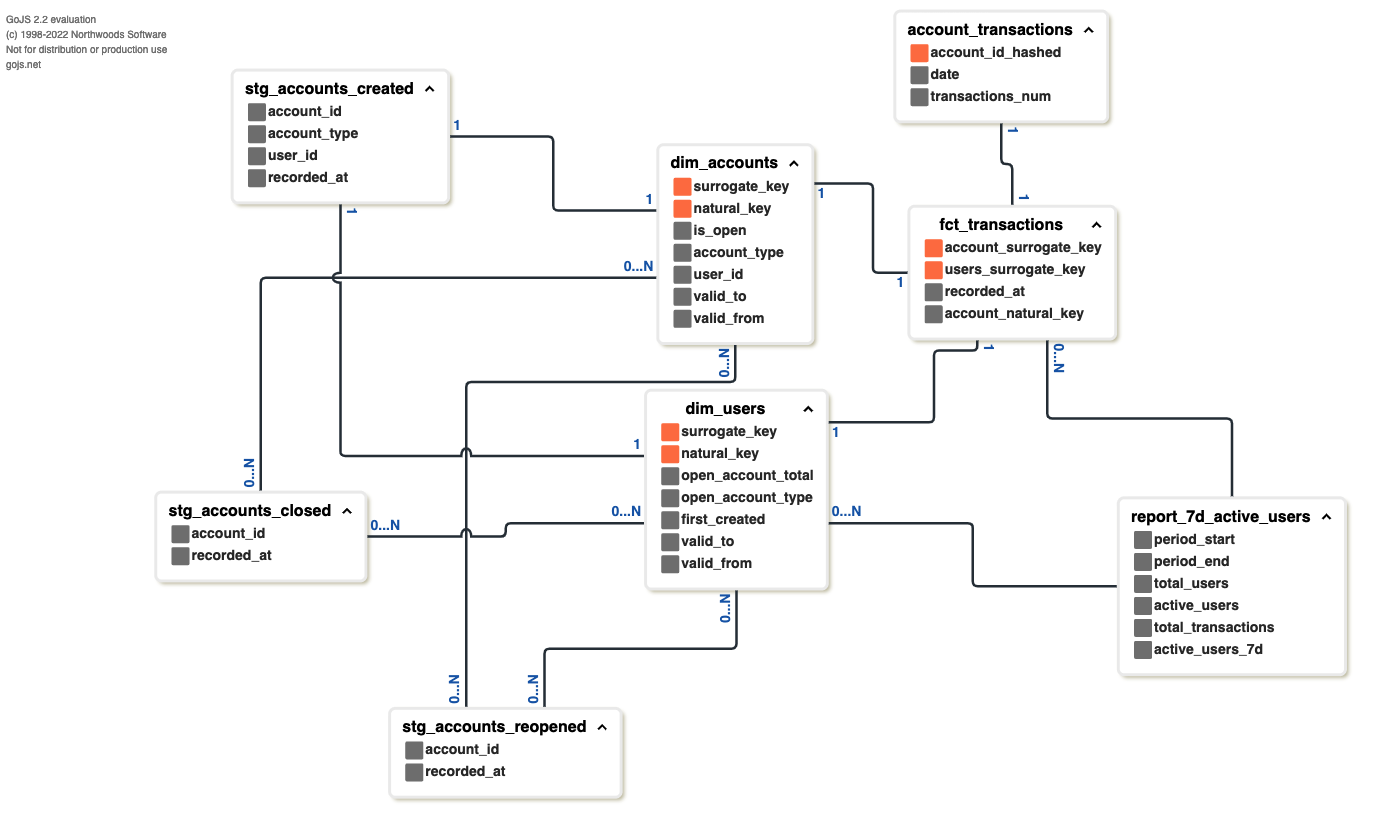 GoJS 2.2 evaluation
(c) 1998-2022 Northwoods Software
Not for distribution or production use
gojs.net
account_transactions
account_id_hashed
date
transactions_num
stg_accounts_created
account_id
account_type
user_id
recorded_at
1
1
1
1
1
dim_accounts
surrogate_key
natural_key
is_open
account_type
user_id
valid_to
valid_from
1
1
0...N
0...N
fct_transactions
account_surrogate_key
users_surrogate_key
recorded_at
account_natural_key
1
0...N
dim_users
surrogate_key
natural_key
open_account_total
open_account_type
first_created
valid_to
valid_from
1
1
0...N
0...N
0...N
0...N
stg_accounts_closed
account_id
recorded_at
0...N
report_7d_active_users
period_start
period_end
total_users
active_users
total_transactions
active_users_7d
0...N
0...N
stg_accounts_reopened
account_id
recorded_at